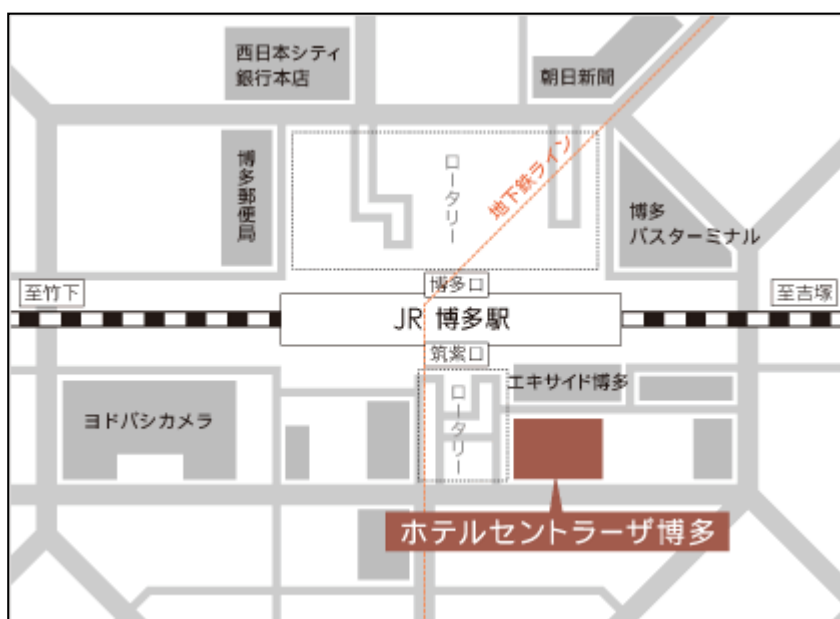 西日本シティ
銀行本店
朝日新聞
博多郵便局
ロータリー
地下鉄ライン
博多
バスターミナル
博多口
至竹下
至吉塚
JR 博多駅
筑紫口
エキサイド博多
ヨドバシカメラ
ロータリー
ホテルセントラーザ博多